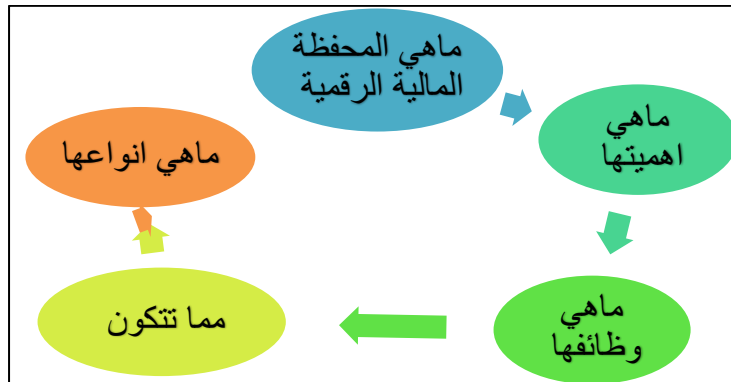 ماهي المحفظة
المالية الرقمية
ماهي
اهميتها
ماهي
وظائفها
مما تتكون
ماهي انواعها